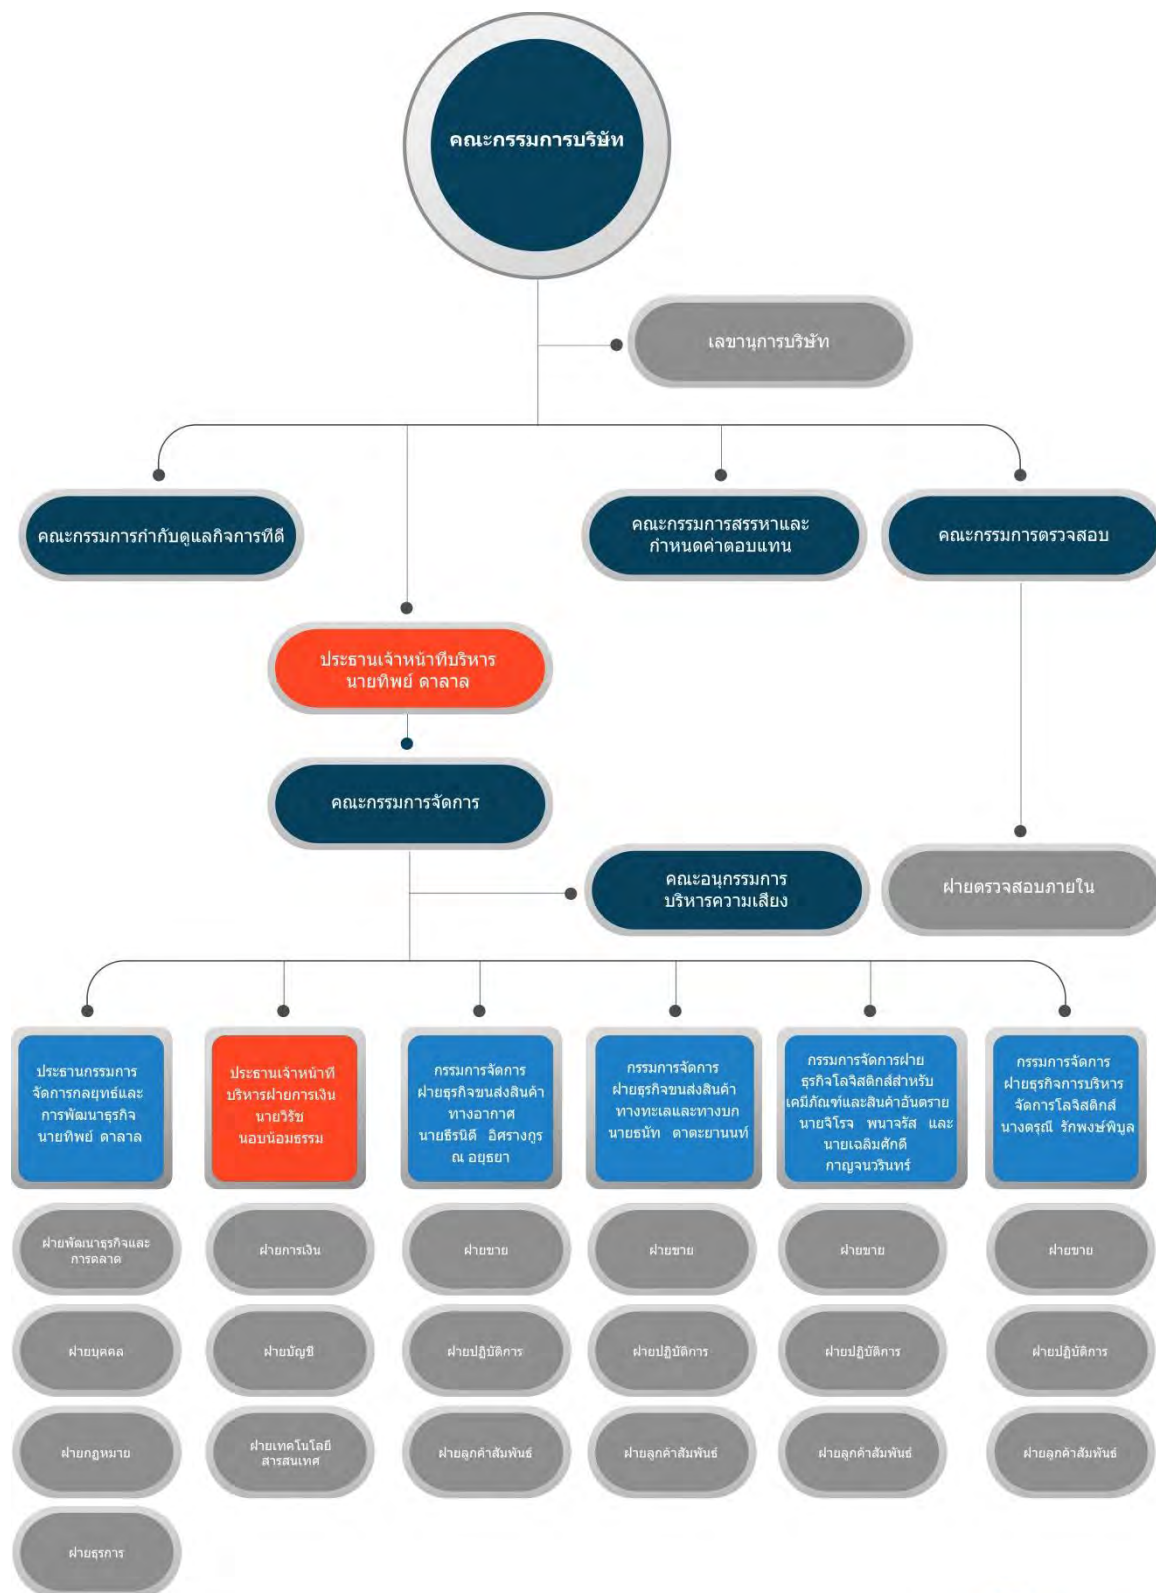 คณะกรรมการบริษัท
เลขานุการบริษัท
คณะกรรมการกำกับดูแลกิจการที่ดี
คณะกรรมการสรรหาและ
กำหนดค่าตอบแทน
คณะกรรมการตรวจสอบ
ประธานเจ้าหน้าที่บริหาร
นายทิพย์ ดาลาล
คณะกรรมการจัดการ
คณะอนุกรรมการ
บริหารความเสี่ยง
ฝ่ายตรวจสอบภายใน
ประธานกรรมการ
จัดการกลยุทธ์และ
การพัฒนาธุรกิจ
นายทิพย์ ดาลาล
ประธานเจ้าหน้าที่
บริหารฝ่ายการเงิน
นายวิรัช
นอบน้อมธรรม
กรรมการจัดการ
ฝ่ายธุรกิจขนส่งสินค้า
ทางอากาศ
นายธีรนิติ์ อิศรางกูร
ณ อยุธยา
กรรมการจัดการ
ฝ่ายธุรกิจขนส่งสินค้า
ทางทะเลและทางบก
นายธนัท ตาตะยานนท์
กรรมการจัดการฝ่าย
ธุรกิจโลจิสติกส์สำหรับ
เคมีภัณฑ์และสินค้าอันตราย
นายจิโรจ พนาจรัส และ
นายเฉลิมศักดิ์
กาญจนวรินทร์
กรรมการจัดการ
ฝ่ายธุรกิจการบริหาร
จัดการโลจิสติกส์
นางดรุณี รักพงษ์พิบูล
ฝ่ายพัฒนาธุรกิจและ
การตลาด
ฝ่ายการเงิน
ฝ่ายขาย
ฝ่ายขาย
ฝ่ายขาย
ฝ่ายขาย
ฝ่ายบุคคล
ฝ่ายบัญชี
ฝ่ายปฏิบัติการ
ฝ่ายปฏิบัติการ
ฝ่ายปฏิบัติการ
ฝ่ายปฏิบัติการ
ฝ่ายกฎหมาย
ฝ่ายเทคโนโลยี
สารสนเทศ
ฝ่ายลูกค้าสัมพันธ์
ฝ่ายลูกค้าสัมพันธ์
ฝ่ายลูกค้าสัมพันธ์
ฝ่ายลูกค้าสัมพันธ์
ฝ่ายธุรการ